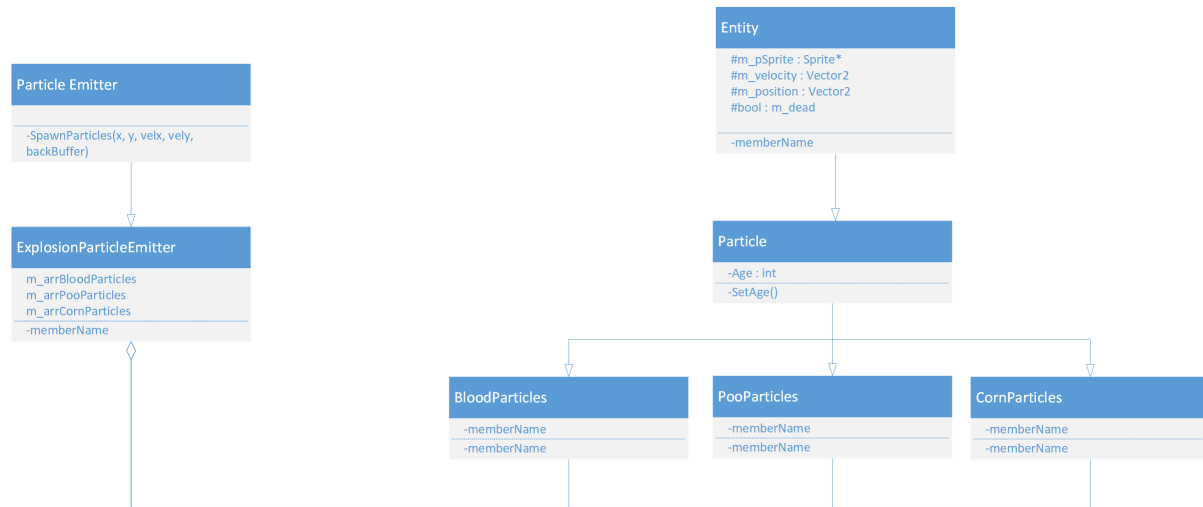 Particle Emitter
-SpawnParticles(x, y, velx, vely,
backBuffer)
ExplosionParticleEmitter
m_arrBloodParticles
m_arrPooParticles
m_arrCornParticles
-memberName
Entity
#m_pSprite : Sprite*
#m_velocity : Vector2
#m_position : Vector2
#bool : m_dead
-memberName
Particle
-Age : int
-SetAge()
BloodParticles
-memberName
-memberName
PooParticles
-memberName
-memberName
CornParticles
-memberName
-memberName